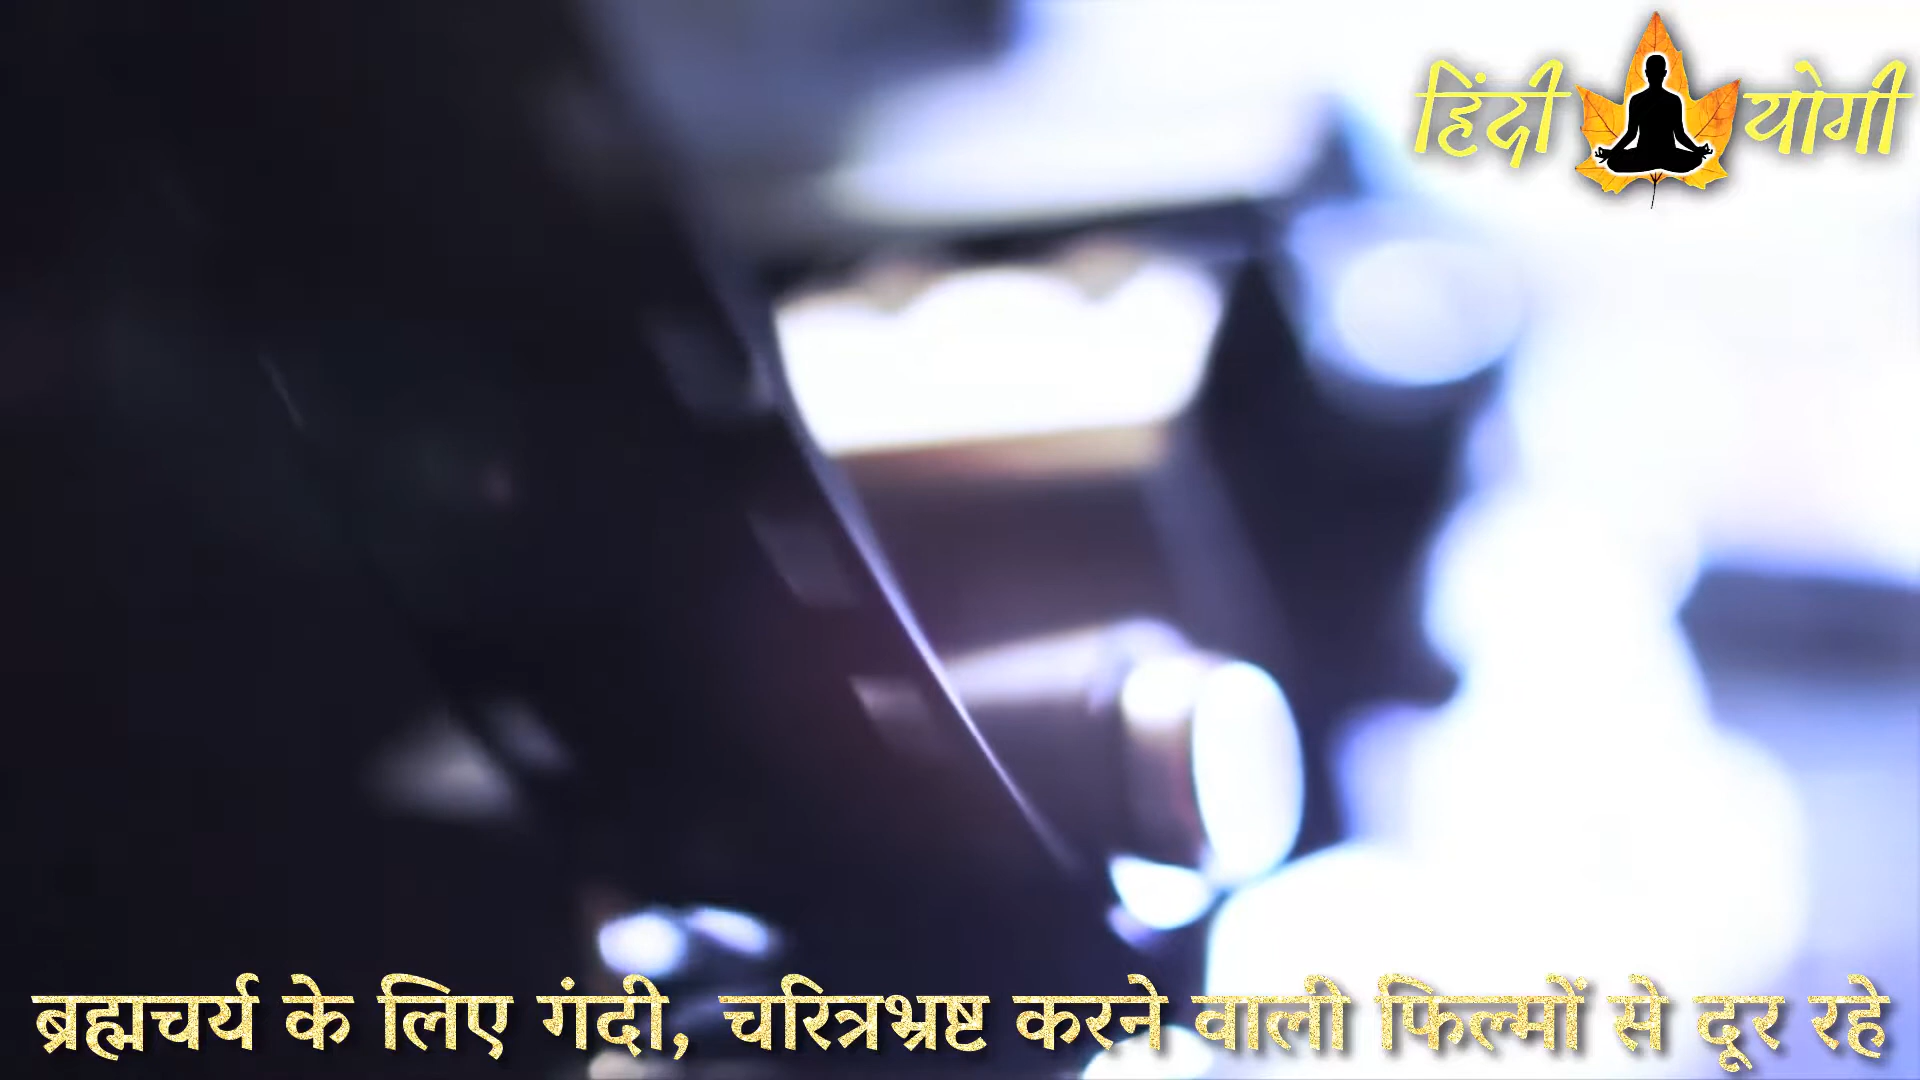 हिंदी योगी
ब्रह्मचर्य के लिए गंदी, चरित्रभ्रष्ट करने वाली फिल्मों से दूर रहे